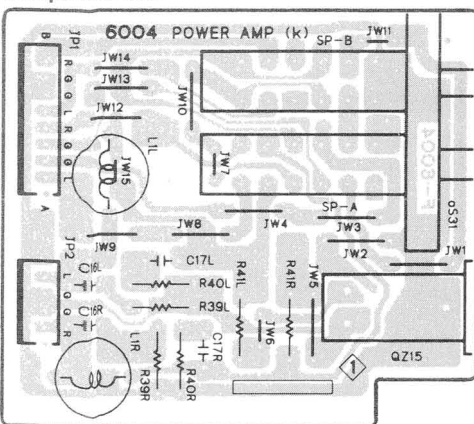 6004 POWER AMP (k)
JW11
SP-B
B
JP1
JW14
R
G
JW13
G
JW10
L
JW12
R
L1L
G
JW15
JW7
G
L
F-6004
A
SP-A
oS31
JW4
JW3
JW8
JW9
JW2
JW1
JP2
C17L
L
C16L
R40L
R41L
R41R
JW5
G
G
C16R
R39L
R
L1R
C17R
JW6
R39R
R40R
QZ15
1